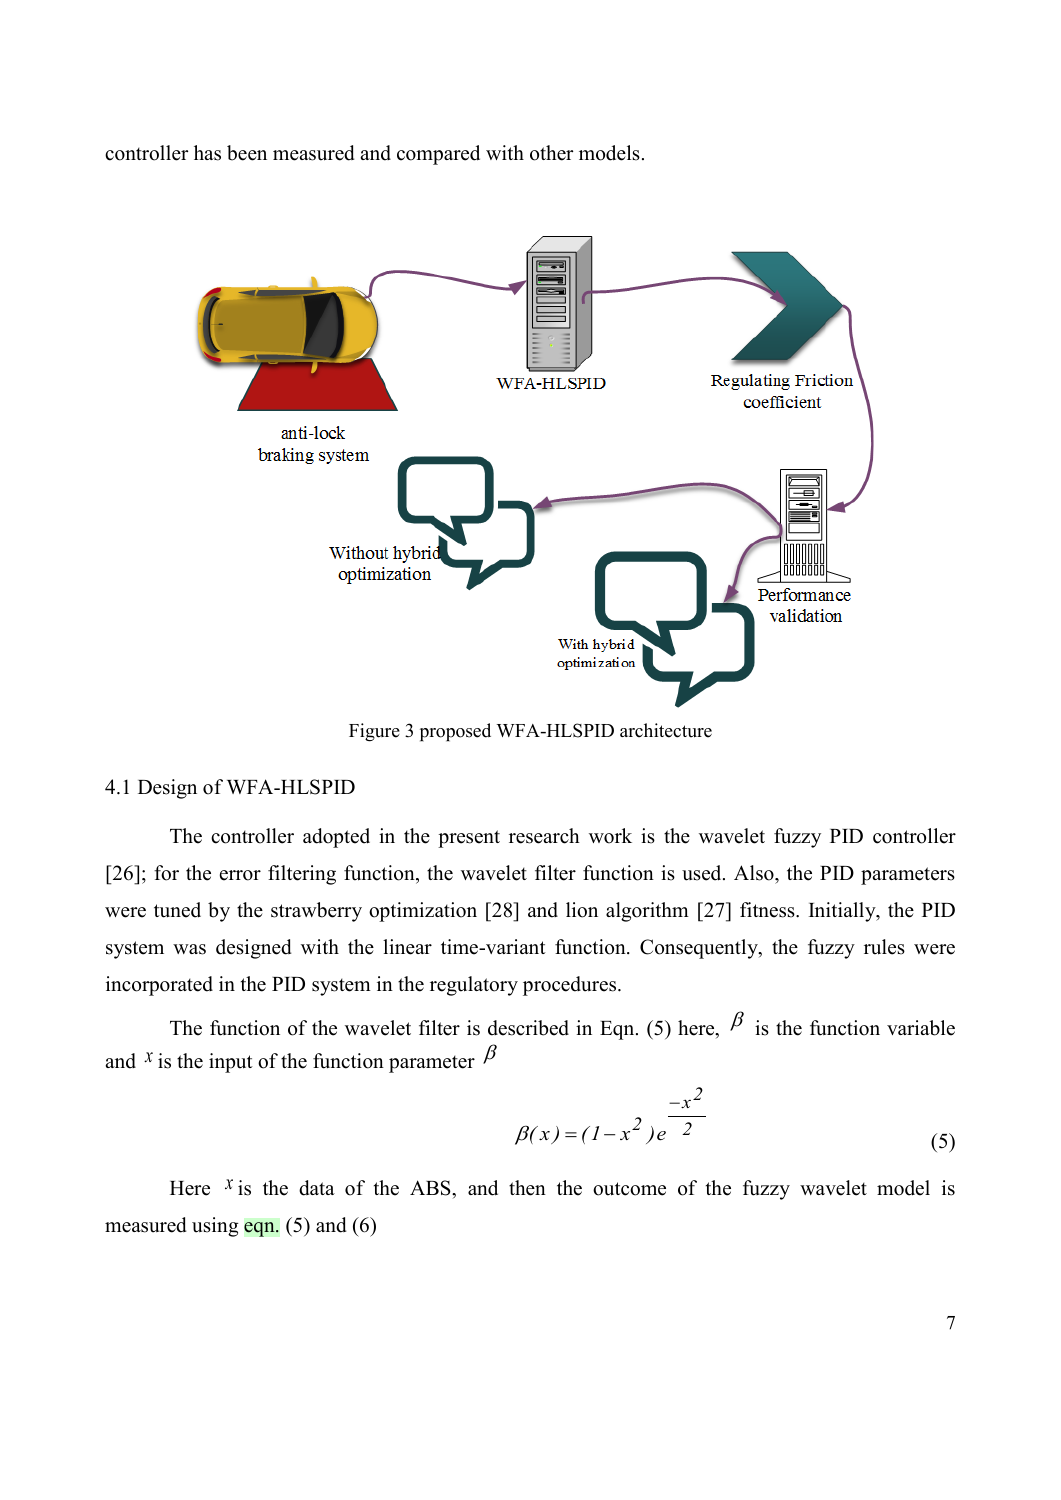 controller has been measured and compared with other models.
WFA-HLSPID
Regulating Friction
coefficient
anti-lock
braking system
Without hybrid
optimization
Performance
validation
With hybrid
optimization
Figure 3 proposed WFA-HLSPID architecture
4.1 Design of WFA-HLSPID
The controller adopted in the present research work is the wavelet fuzzy PID controller
[26]; for the error filtering function, the wavelet filter function is used. Also, the PID parameters
were tuned by the strawberry optimization [28] and lion algorithm [27] fitness. Initially, the PID
system was designed with the linear time-variant function. Consequently, the fuzzy rules were
incorporated in the PID system in the regulatory procedures.
The function of the wavelet filter is described in Eqn. (5) here, β is the function variable
and x is the input of the function parameter β
β(x)=(1−x²)e^(−x²/2) (5)
Here x is the data of the ABS, and then the outcome of the fuzzy wavelet model is
measured using eqn. (5) and (6)
7